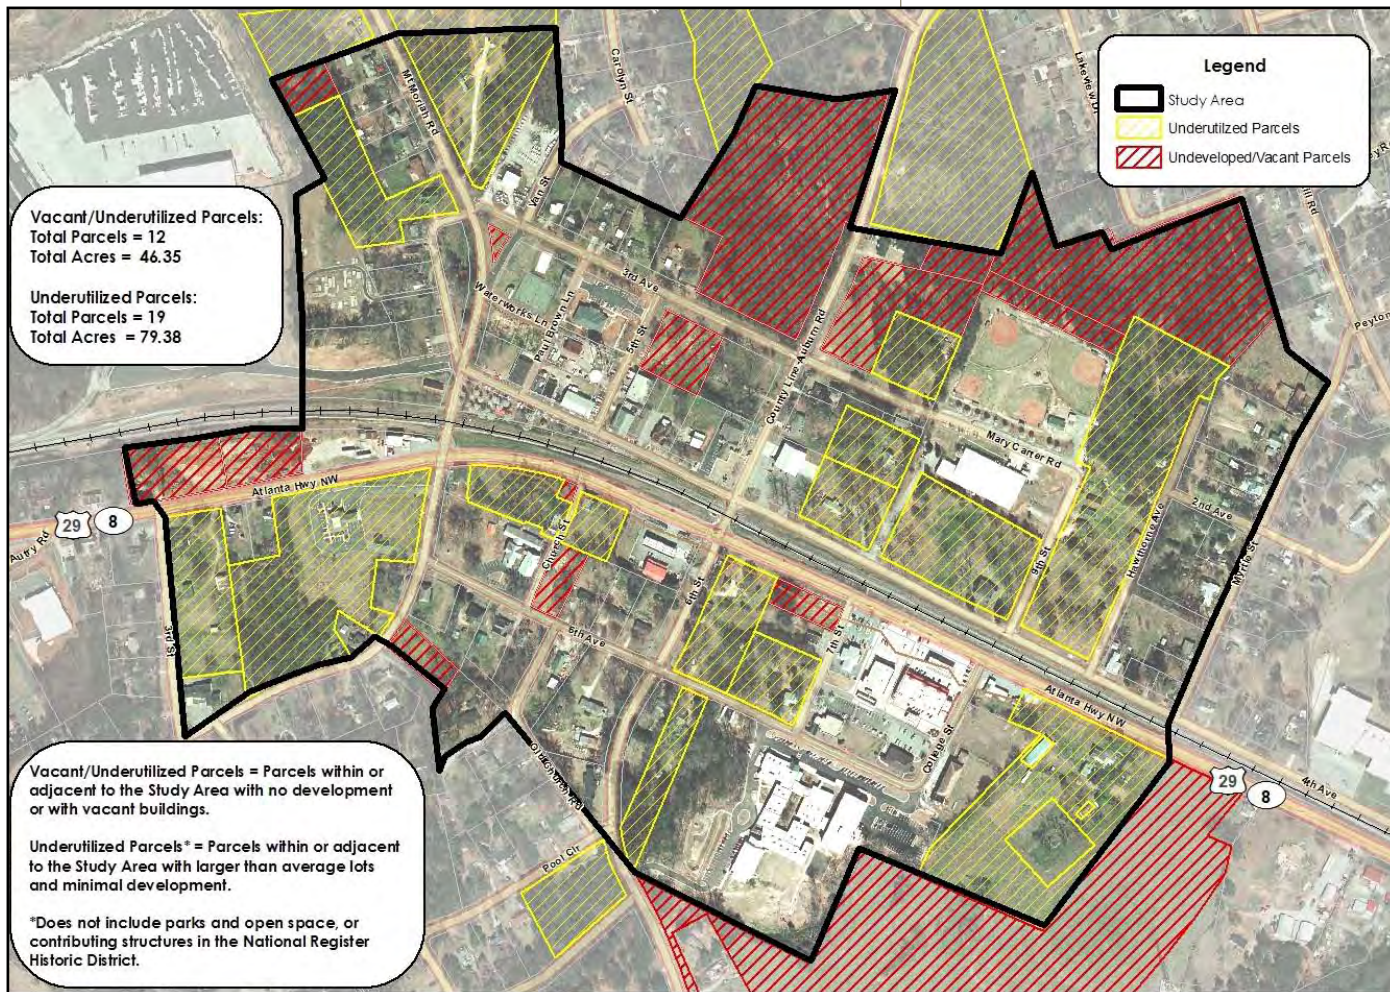 Legend
Study Area
Underutilzed Parcels
Undeveloped/Vacant Parcels
Vacant/Underutilized Parcels:
Total Parcels = 12
Total Acres = 46.35
Underutilized Parcels:
Total Parcels = 19
Total Acres = 79.38
Mt Moriah Rd
Carolyn St
Van St
3rd Ave
Waterworks Ln
Paul Brown Ln
5th St
County Line-Auburn Rd
Peyton
Mary Carter Rd
2nd Ave
Hawthorne Ave
Myrtle St
9th St
Atlanta Hwy NW
29
8
Autry Rd
3rd St
Church St
6th Ave
6th St
7th St
College St
Atlanta Hwy NW
29
8
4th Ave
Pool Cir
Vacant/Underutilized Parcels = Parcels within or
adjacent to the Study Area with no development
or with vacant buildings.
Underutilized Parcels* = Parcels within or adjacent
to the Study Area with larger than average lots
and minimal development.
*Does not include parks and open space, or
contributing structures in the National Register
Historic District.